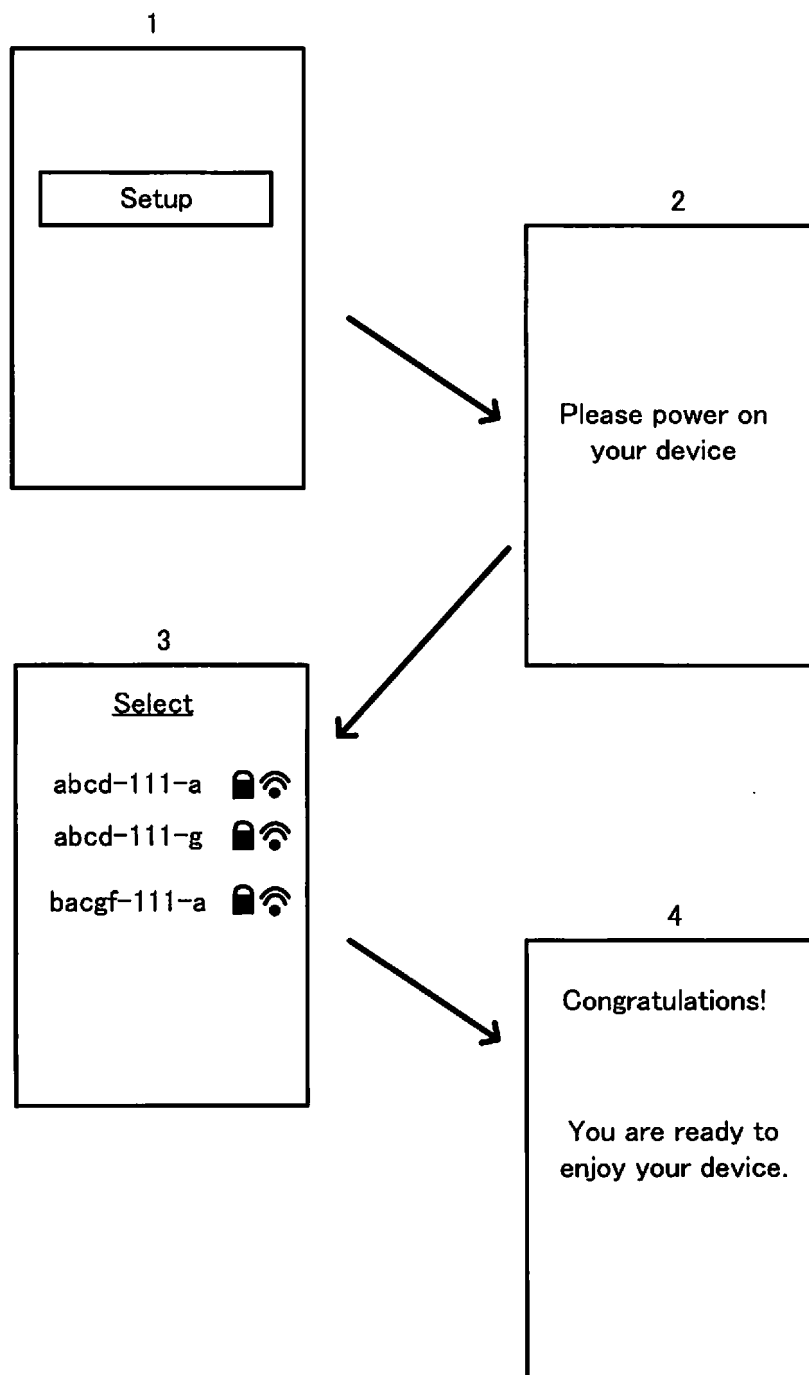 1
Setup
2
Please power on
your device
3
Select
abcd-111-a
abcd-111-g
bacgf-111-a
4
Congratulations!
You are ready to
enjoy your device.